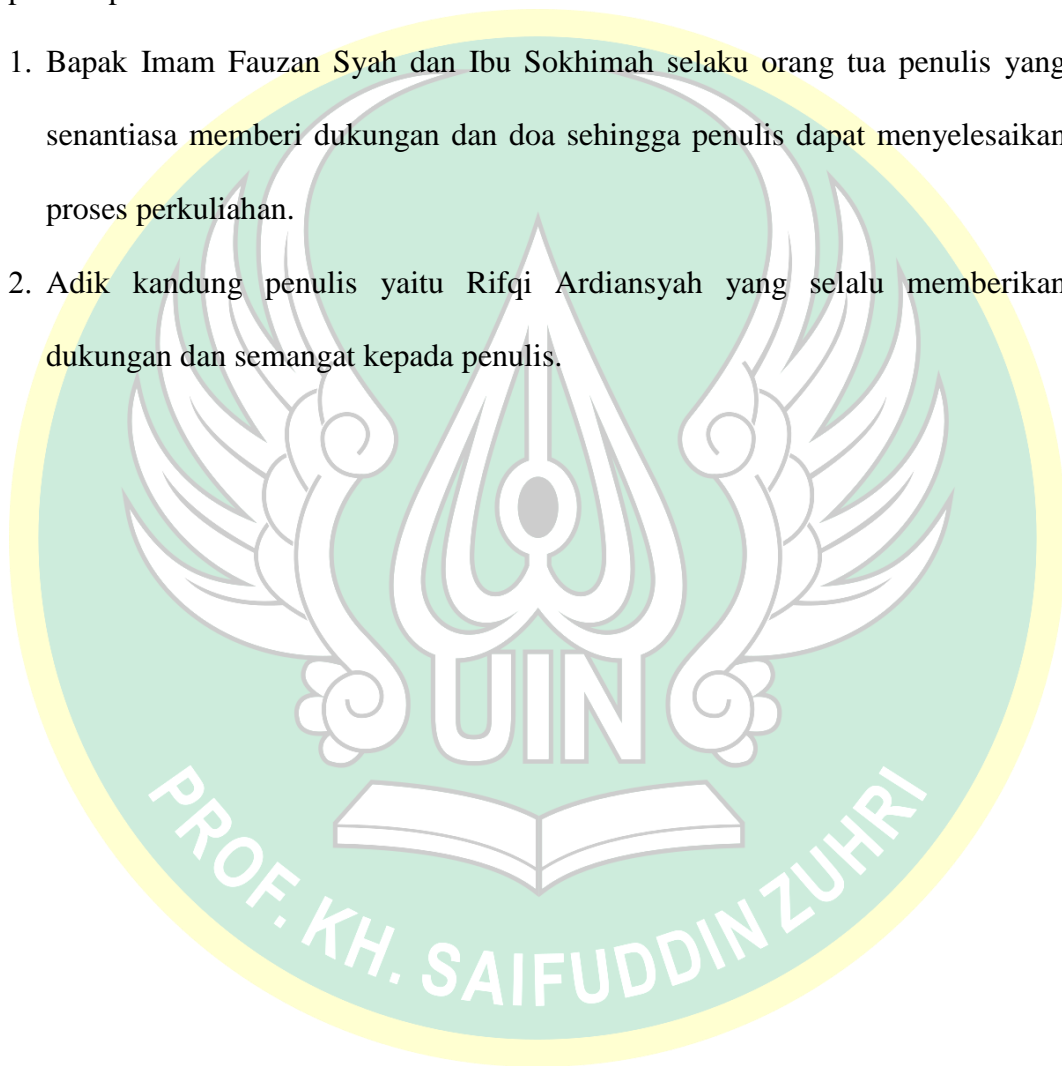 1. Bapak Imam Fauzan Syah dan Ibu Sokhimah selaku orang tua penulis yang
senantiasa memberi dukungan dan doa sehingga penulis dapat menyelesaikan
proses perkuliahan.
2. Adik kandung penulis yaitu Rifqi Ardiansyah yang selalu memberikan
dukungan dan semangat kepada penulis.
UIN
PROF. KH. SAIFUDDIN ZUHRI